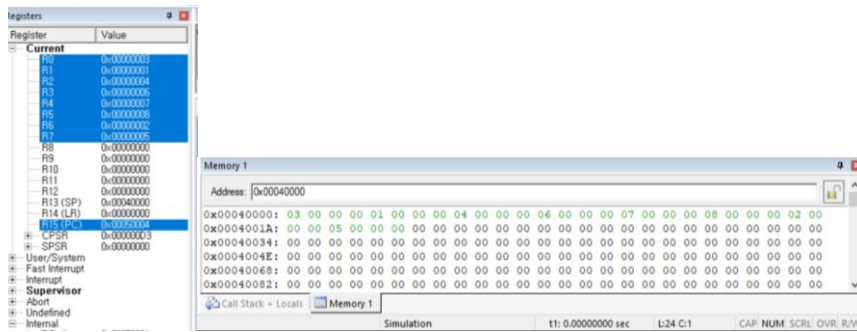 Registers
Register Value
Current
R0 0x00000003
R1 0x00000001
R2 0x00000004
R3 0x00000006
R4 0x00000007
R5 0x00000008
R6 0x00000002
R7 0x00000005
R8 0x00000000
R9 0x00000000
R10 0x00000000
R11 0x00000000
R12 0x00000000
R13 (SP) 0x00040000
R14 (LR) 0x00000000
R15 (PC) 0x00050004
CPSR 0x000000D3
SPSR 0x00000000
User/System
Fast Interrupt
Interrupt
Supervisor
Abort
Undefined
Internal
Memory 1
Address: 0x00040000
0x00040000: 03 00 00 00 01 00 00 00 04 00 00 00 06 00 00 00 07 00 00 00 08 00 00 00 02 00
0x0004001A: 00 00 05 00 00 00 00 00 00 00 00 00 00 00 00 00 00 00 00 00 00 00 00 00 00 00
0x00040034: 00 00 00 00 00 00 00 00 00 00 00 00 00 00 00 00 00 00 00 00 00 00 00 00 00 00
0x0004004E: 00 00 00 00 00 00 00 00 00 00 00 00 00 00 00 00 00 00 00 00 00 00 00 00 00 00
0x00040068: 00 00 00 00 00 00 00 00 00 00 00 00 00 00 00 00 00 00 00 00 00 00 00 00 00 00
0x00040082: 00 00 00 00 00 00 00 00 00 00 00 00 00 00 00 00 00 00 00 00 00 00 00 00 00 00
Call Stack + Locals Memory 1
Simulation t1: 0.00000000 sec L:24 C:1 CAP NUM SCRL OVR R/W